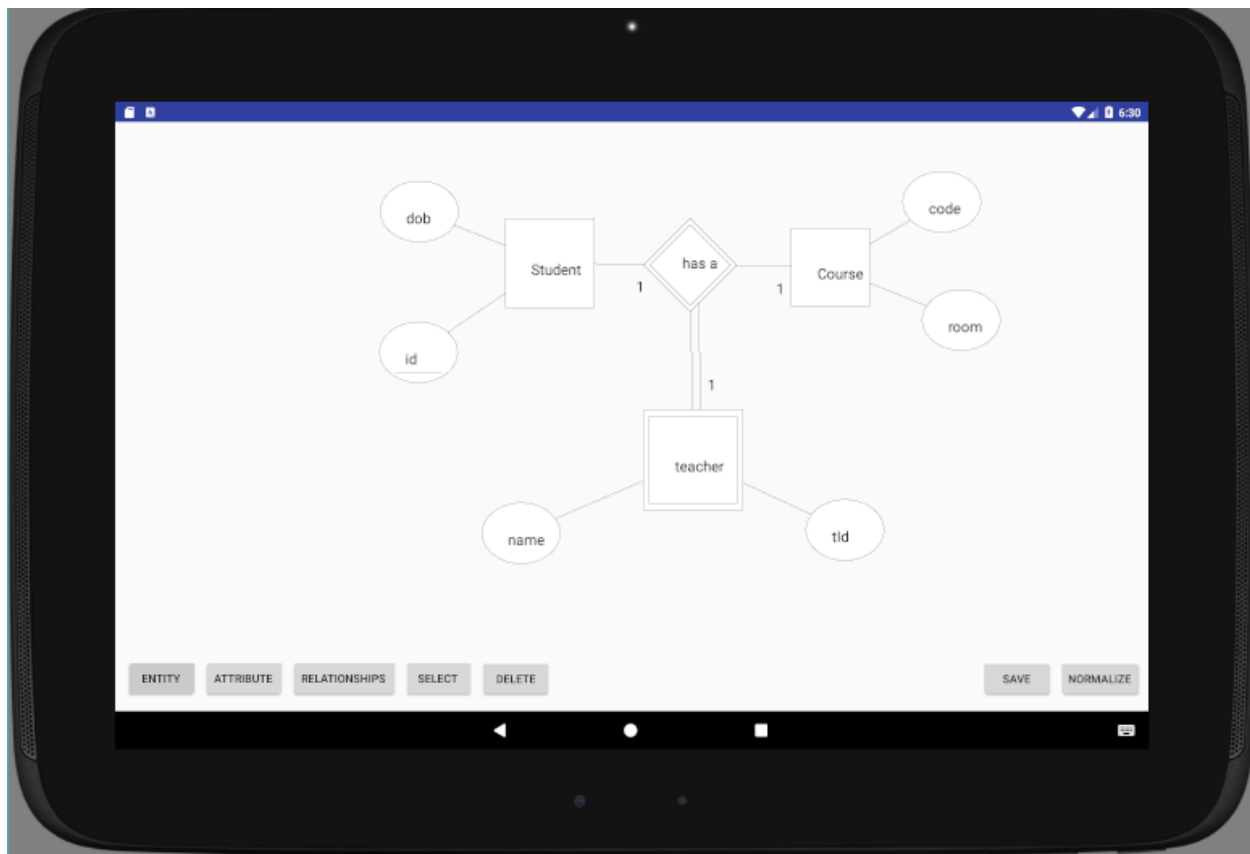 6:30
dob
code
Student
has a
Course
1
1
room
id
1
teacher
name
tId
ENTITY
ATTRIBUTE
RELATIONSHIPS
SELECT
DELETE
SAVE
NORMALIZE